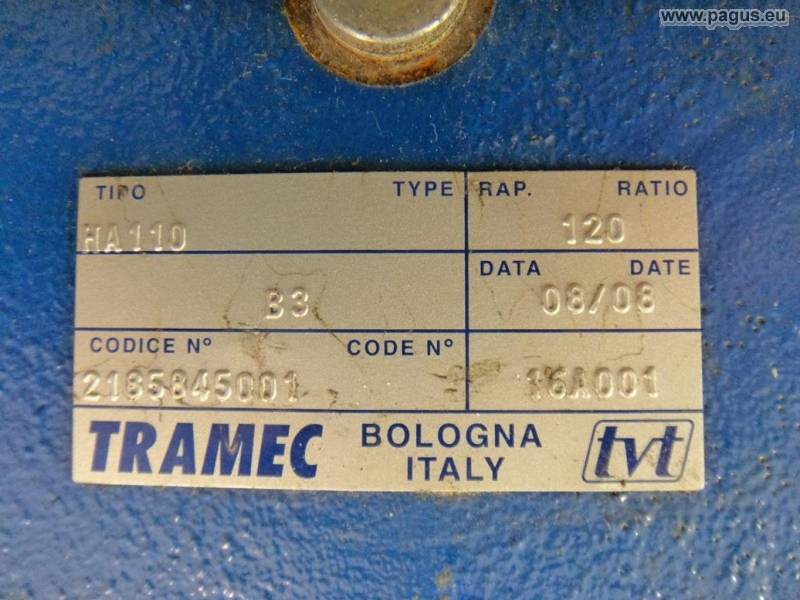 www.pagus.eu
TIPO TYPE RAP. RATIO
HA110 120
DATA DATE
B3 08/08
CODICE N° CODE N°
2165845001 16A001
TRAMEC BOLOGNA ITALY tvt